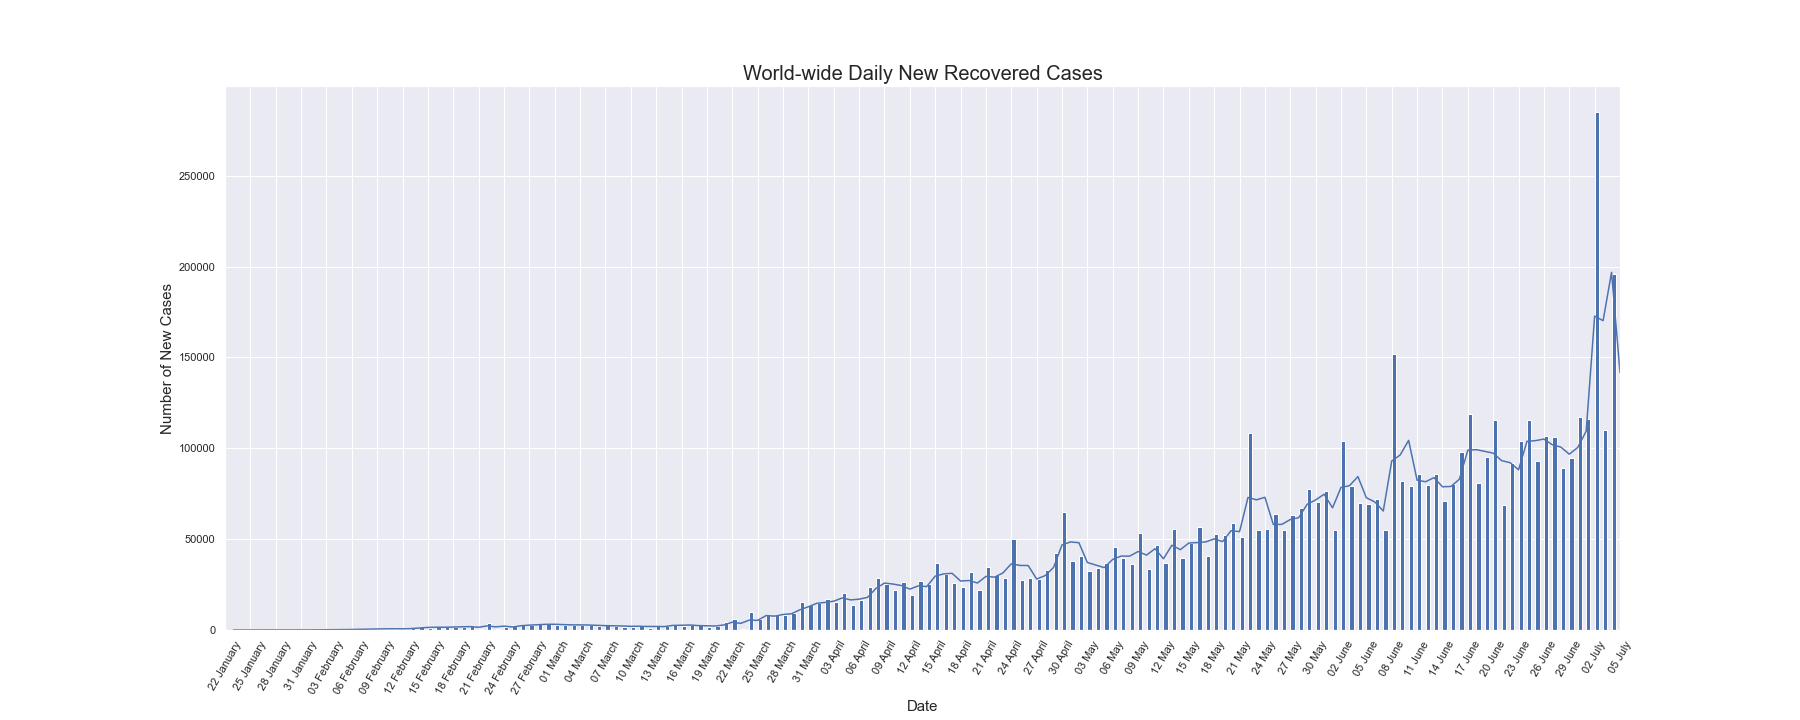 World-wide Daily New Recovered Cases
Number of New Cases
250000
200000
150000
100000
50000
0
22 January
25 January
28 January
31 January
03 February
06 February
09 February
12 February
15 February
18 February
21 February
24 February
27 February
01 March
04 March
07 March
10 March
13 March
16 March
19 March
22 March
25 March
28 March
31 March
03 April
06 April
09 April
12 April
15 April
18 April
21 April
24 April
27 April
30 April
03 May
06 May
09 May
12 May
15 May
18 May
21 May
24 May
27 May
30 May
02 June
05 June
08 June
11 June
14 June
17 June
20 June
23 June
26 June
29 June
02 July
05 July
Date